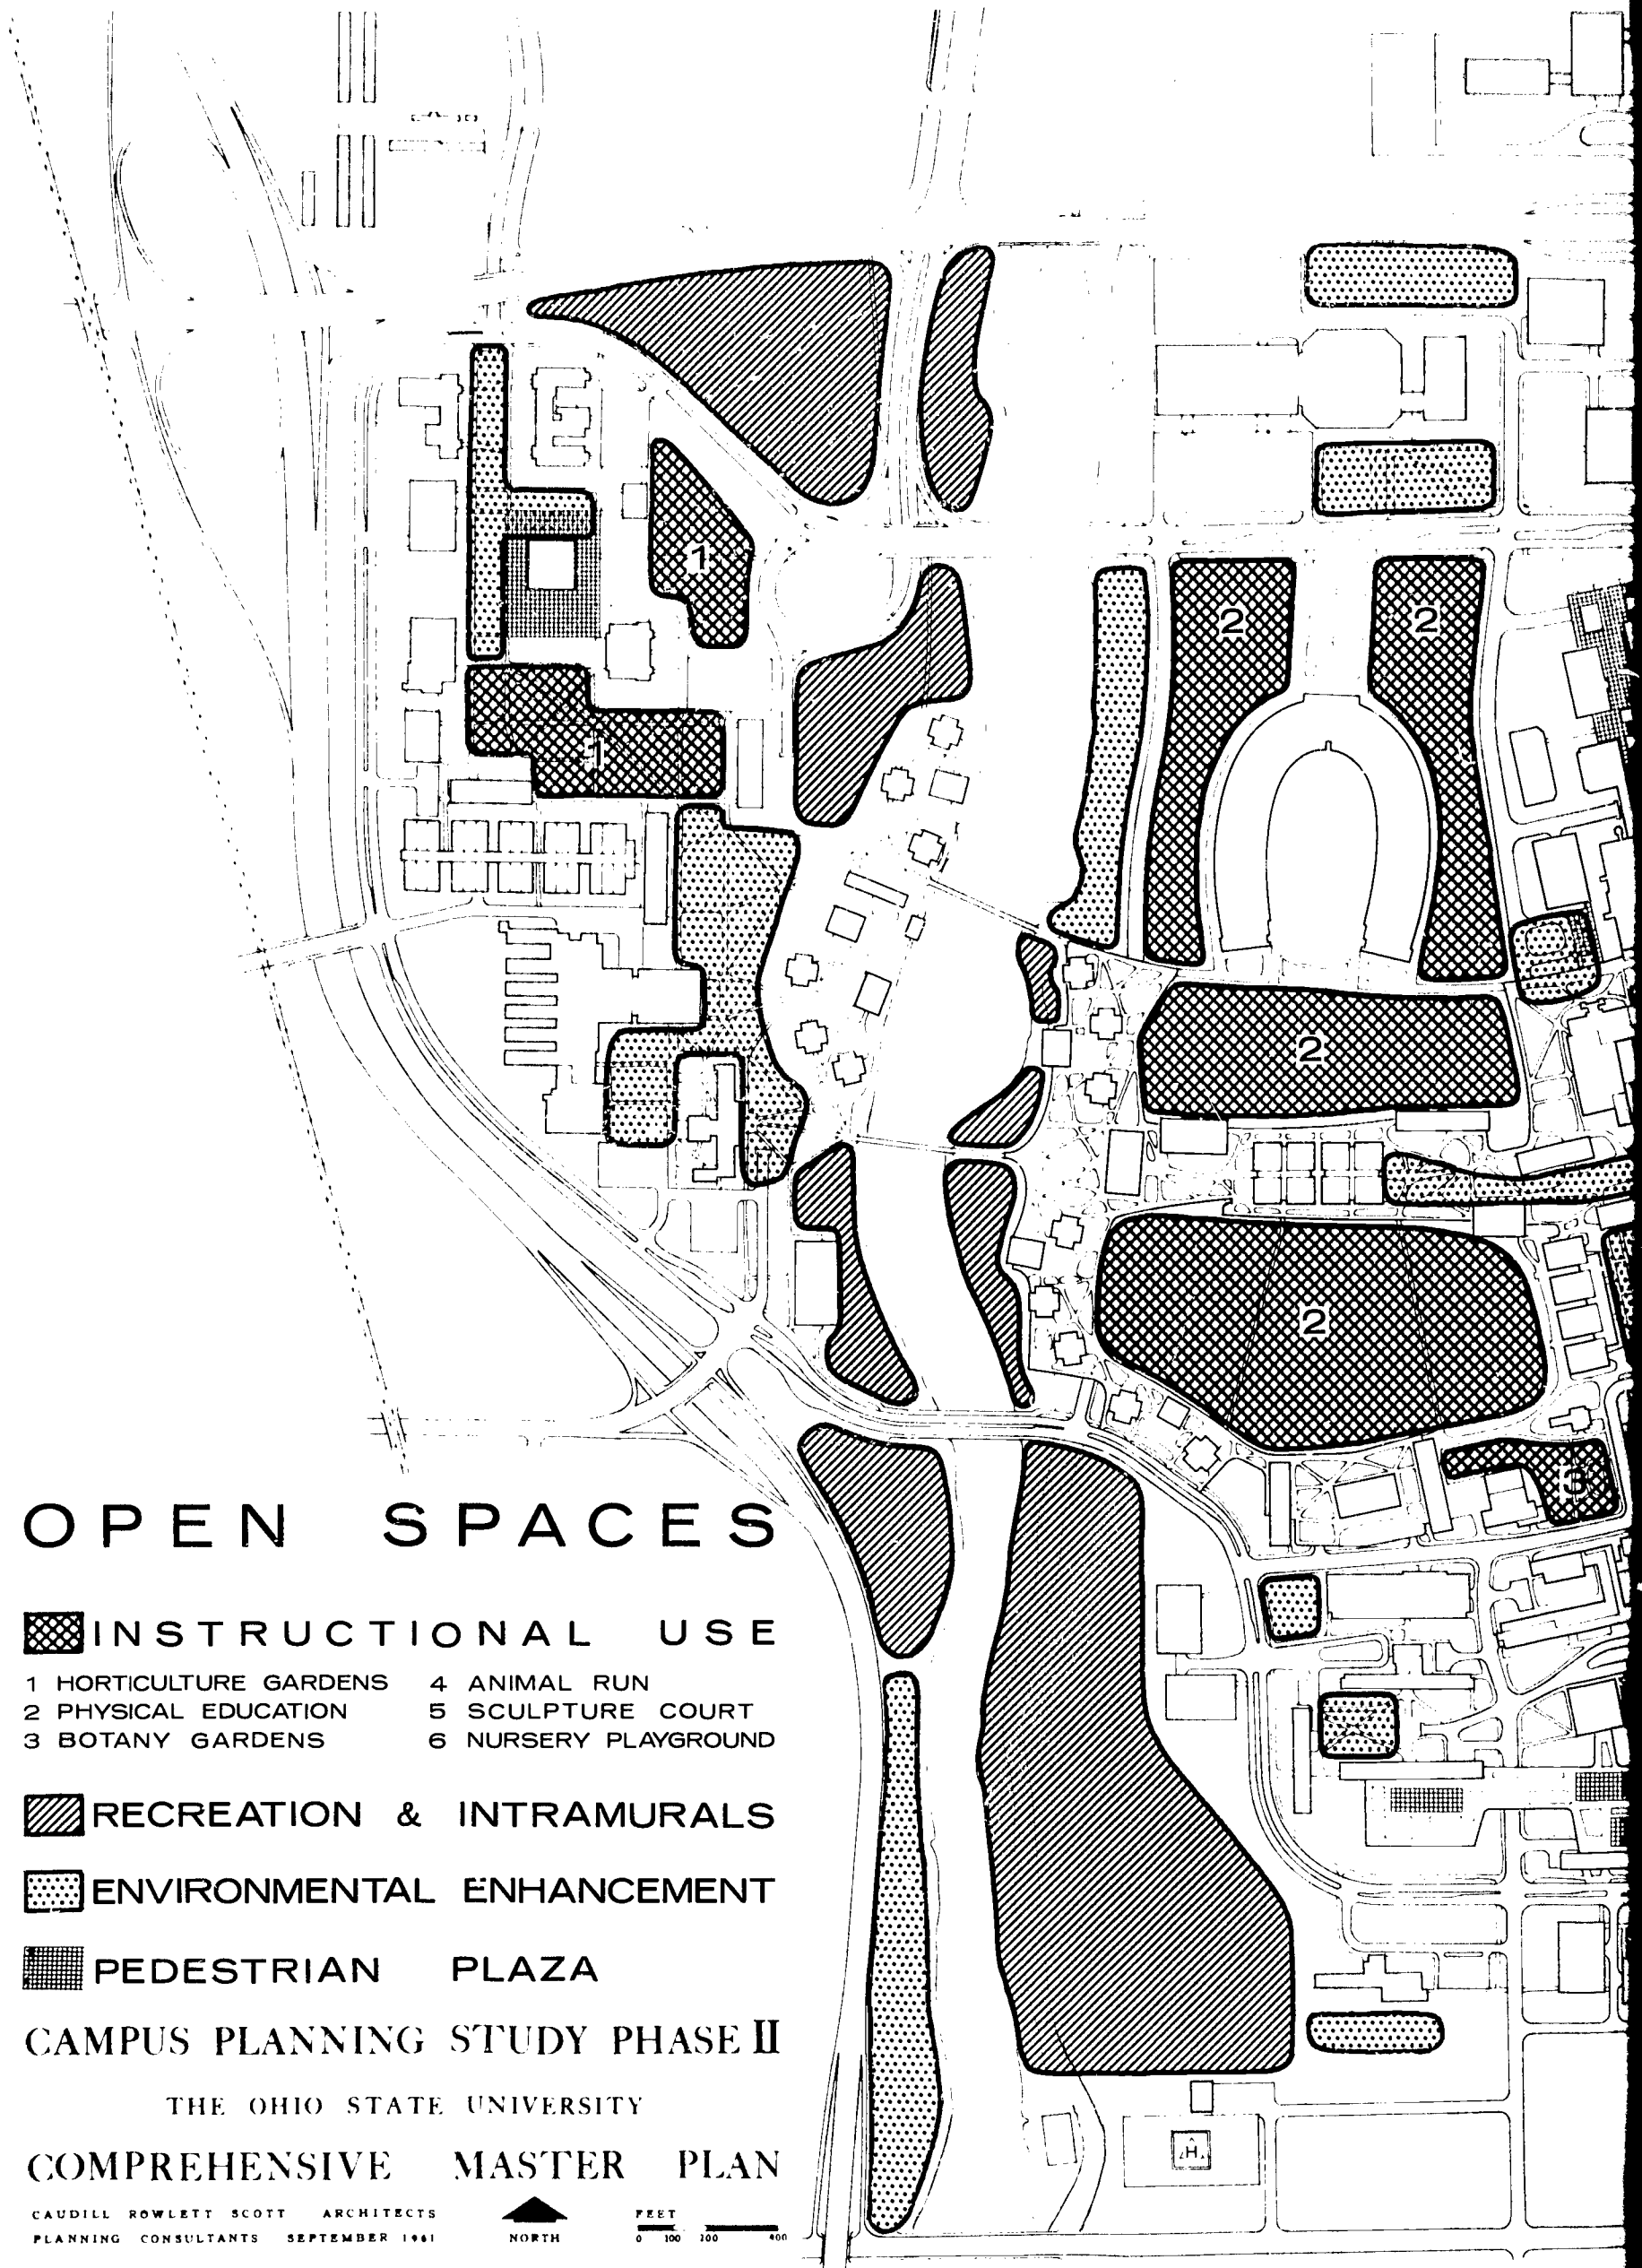 1
2
2
1
2
2
3
OPEN SPACES
INSTRUCTIONAL USE
1 HORTICULTURE GARDENS 4 ANIMAL RUN
2 PHYSICAL EDUCATION 5 SCULPTURE COURT
3 BOTANY GARDENS 6 NURSERY PLAYGROUND
RECREATION & INTRAMURALS
ENVIRONMENTAL ENHANCEMENT
PEDESTRIAN PLAZA
CAMPUS PLANNING STUDY PHASE II
THE OHIO STATE UNIVERSITY
COMPREHENSIVE MASTER PLAN
H
CAUDILL ROWLETT SCOTT ARCHITECTS
PLANNING CONSULTANTS SEPTEMBER 1961
NORTH
FEET
0 100 200 400